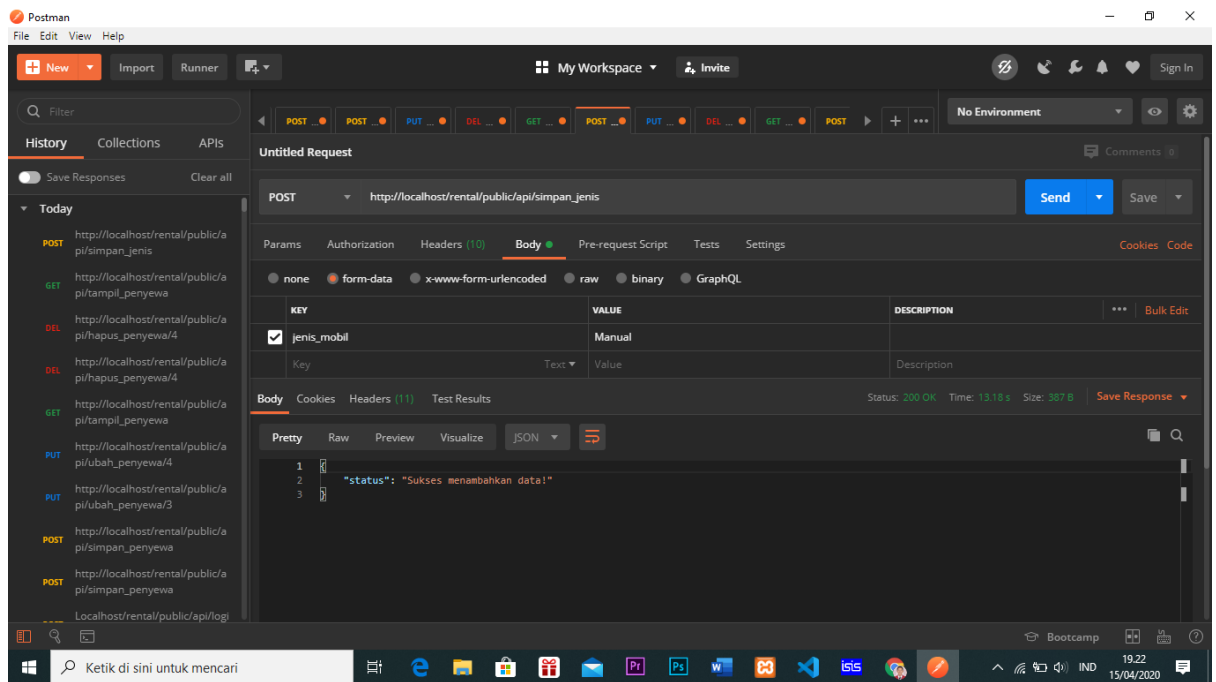 Postman
File Edit View Help
New Import Runner My Workspace Invite Sign In
Filter
History Collections APIs
Save Responses Clear all
Today
POST http://localhost/rental/public/a
pi/simpan_jenis
GET http://localhost/rental/public/a
pi/tampil_penyewa
DEL http://localhost/rental/public/a
pi/hapus_penyewa/4
DEL http://localhost/rental/public/a
pi/hapus_penyewa/4
GET http://localhost/rental/public/a
pi/tampil_penyewa
PUT http://localhost/rental/public/a
pi/ubah_penyewa/4
PUT http://localhost/rental/public/a
pi/ubah_penyewa/3
POST http://localhost/rental/public/a
pi/simpan_penyewa
POST http://localhost/rental/public/a
pi/simpan_penyewa
Localhost/rental/public/api/logi
POST ... POST ... PUT ... DEL ... GET ... POST ... PUT ... DEL ... GET ... POST
No Environment
Untitled Request Comments 0
POST http://localhost/rental/public/api/simpan_jenis Send Save
Params Authorization Headers (10) Body Pre-request Script Tests Settings Cookies Code
none form-data x-www-form-urlencoded raw binary GraphQL
KEY VALUE DESCRIPTION Bulk Edit
jenis_mobil Manual
Key Text Value Description
Body Cookies Headers (11) Test Results Status: 200 OK Time: 13.18 s Size: 387 B Save Response
Pretty Raw Preview Visualize JSON
1 {
2 "status": "Sukses menambahkan data!"
3 }
Bootcamp
Ketik di sini untuk mencari
Pr Ps W isis
IND
19.22
15/04/2020